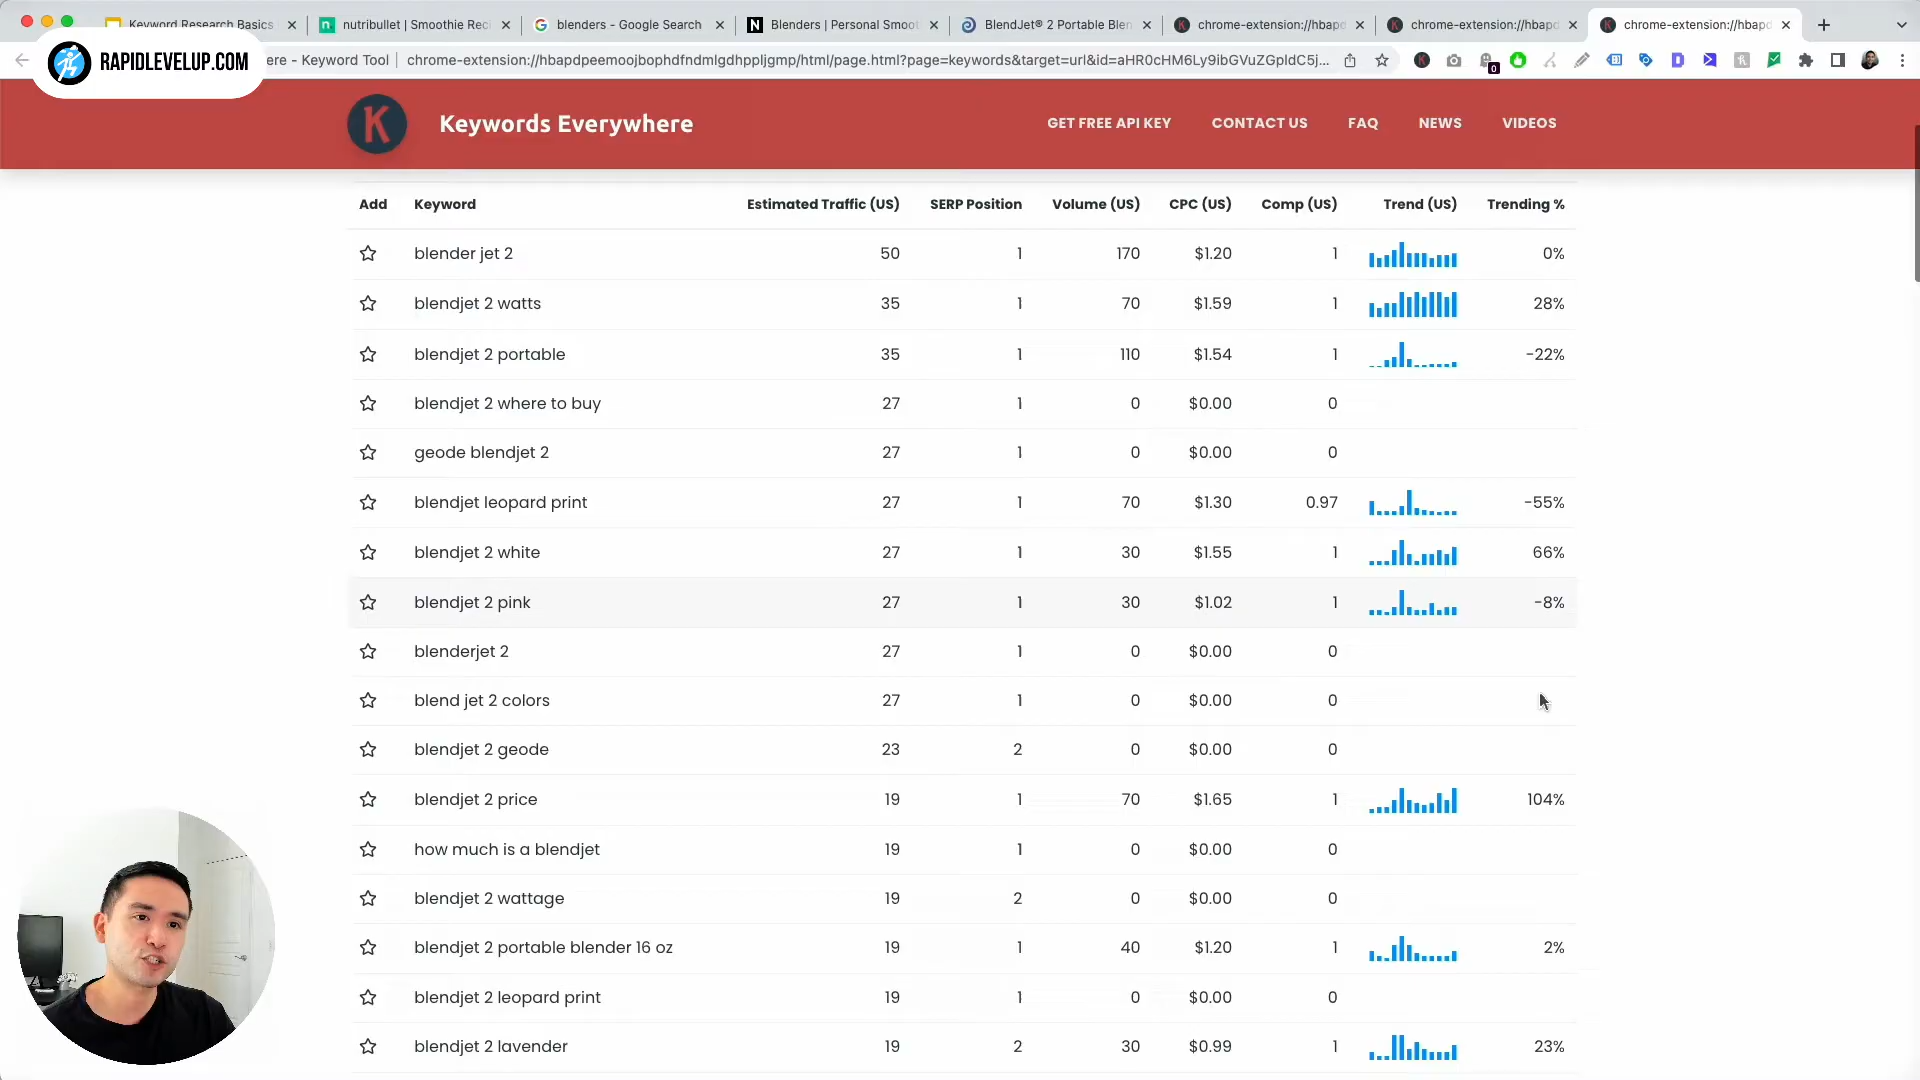 Keyword Research Basics
nutribullet | Smoothie Reci
blenders - Google Search
Blenders | Personal Smoot
BlendJet® 2 Portable Blen
chrome-extension://hbapd
chrome-extension://hbapd
chrome-extension://hbapd
RAPIDLEVELUP.COM
ere - Keyword Tool
chrome-extension://hbapdpeemoojbophdfndmlgdhppljgmp/html/page.html?page=keywords&target=url&id=aHR0cHM6Ly9ibGVuZGpldC5j...
0
K
Keywords Everywhere
GET FREE API KEY
CONTACT US
FAQ
NEWS
VIDEOS
Add Keyword Estimated Traffic (US) SERP Position Volume (US) CPC (US) Comp (US) Trend (US) Trending %
blender jet 2 50 1 170 $1.20 1 0%
blendjet 2 watts 35 1 70 $1.59 1 28%
blendjet 2 portable 35 1 110 $1.54 1 -22%
blendjet 2 where to buy 27 1 0 $0.00 0
geode blendjet 2 27 1 0 $0.00 0
blendjet leopard print 27 1 70 $1.30 0.97 -55%
blendjet 2 white 27 1 30 $1.55 1 66%
blendjet 2 pink 27 1 30 $1.02 1 -8%
blenderjet 2 27 1 0 $0.00 0
blend jet 2 colors 27 1 0 $0.00 0
blendjet 2 geode 23 2 0 $0.00 0
blendjet 2 price 19 1 70 $1.65 1 104%
how much is a blendjet 19 1 0 $0.00 0
blendjet 2 wattage 19 2 0 $0.00 0
blendjet 2 portable blender 16 oz 19 1 40 $1.20 1 2%
blendjet 2 leopard print 19 1 0 $0.00 0
blendjet 2 lavender 19 2 30 $0.99 1 23%